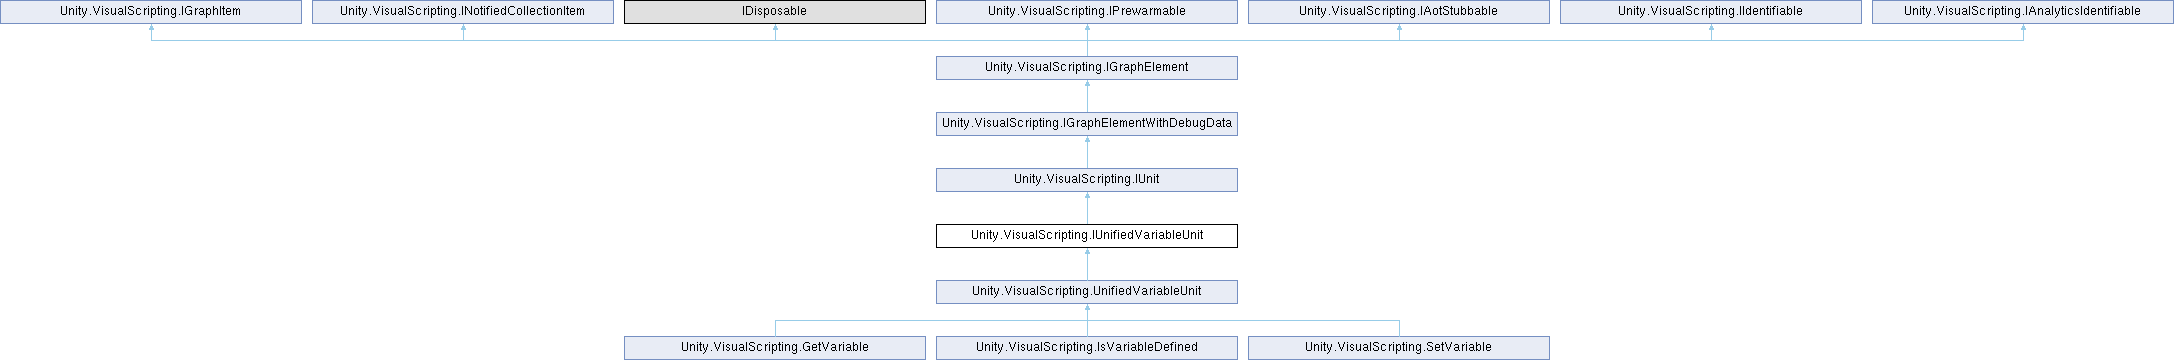 Unity.VisualScripting.IGraphItem
Unity.VisualScripting.INotifiedCollectionItem
IDisposable
Unity.VisualScripting.IPrewarmable
Unity.VisualScripting.IAotStubbable
Unity.VisualScripting.IIdentifiable
Unity.VisualScripting.IAnalyticsIdentifiable
Unity.VisualScripting.IGraphElement
Unity.VisualScripting.IGraphElementWithDebugData
Unity.VisualScripting.IUnit
Unity.VisualScripting.IUnifiedVariableUnit
Unity.VisualScripting.UnifiedVariableUnit
Unity.VisualScripting.GetVariable
Unity.VisualScripting.IsVariableDefined
Unity.VisualScripting.SetVariable